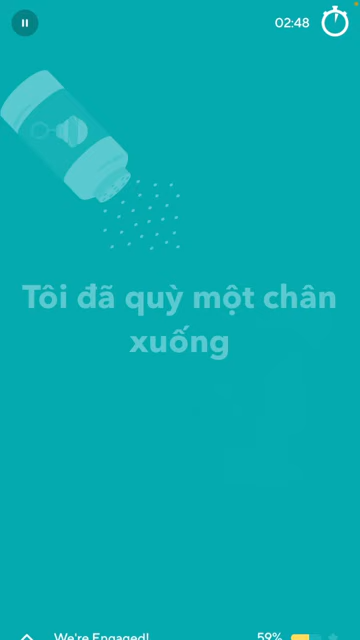 02:48
Tôi đã quỳ một chân
xuống
We're Engaged!
59%